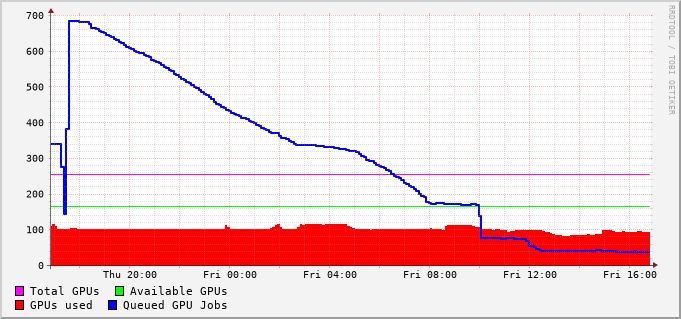 700
600
500
400
300
200
100
0
Thu 20:00 Fri 00:00 Fri 04:00 Fri 08:00 Fri 12:00 Fri 16:00
Total GPUs Available GPUs
GPUs used Queued GPU Jobs
RRDTOOL / TOBI OETIKER